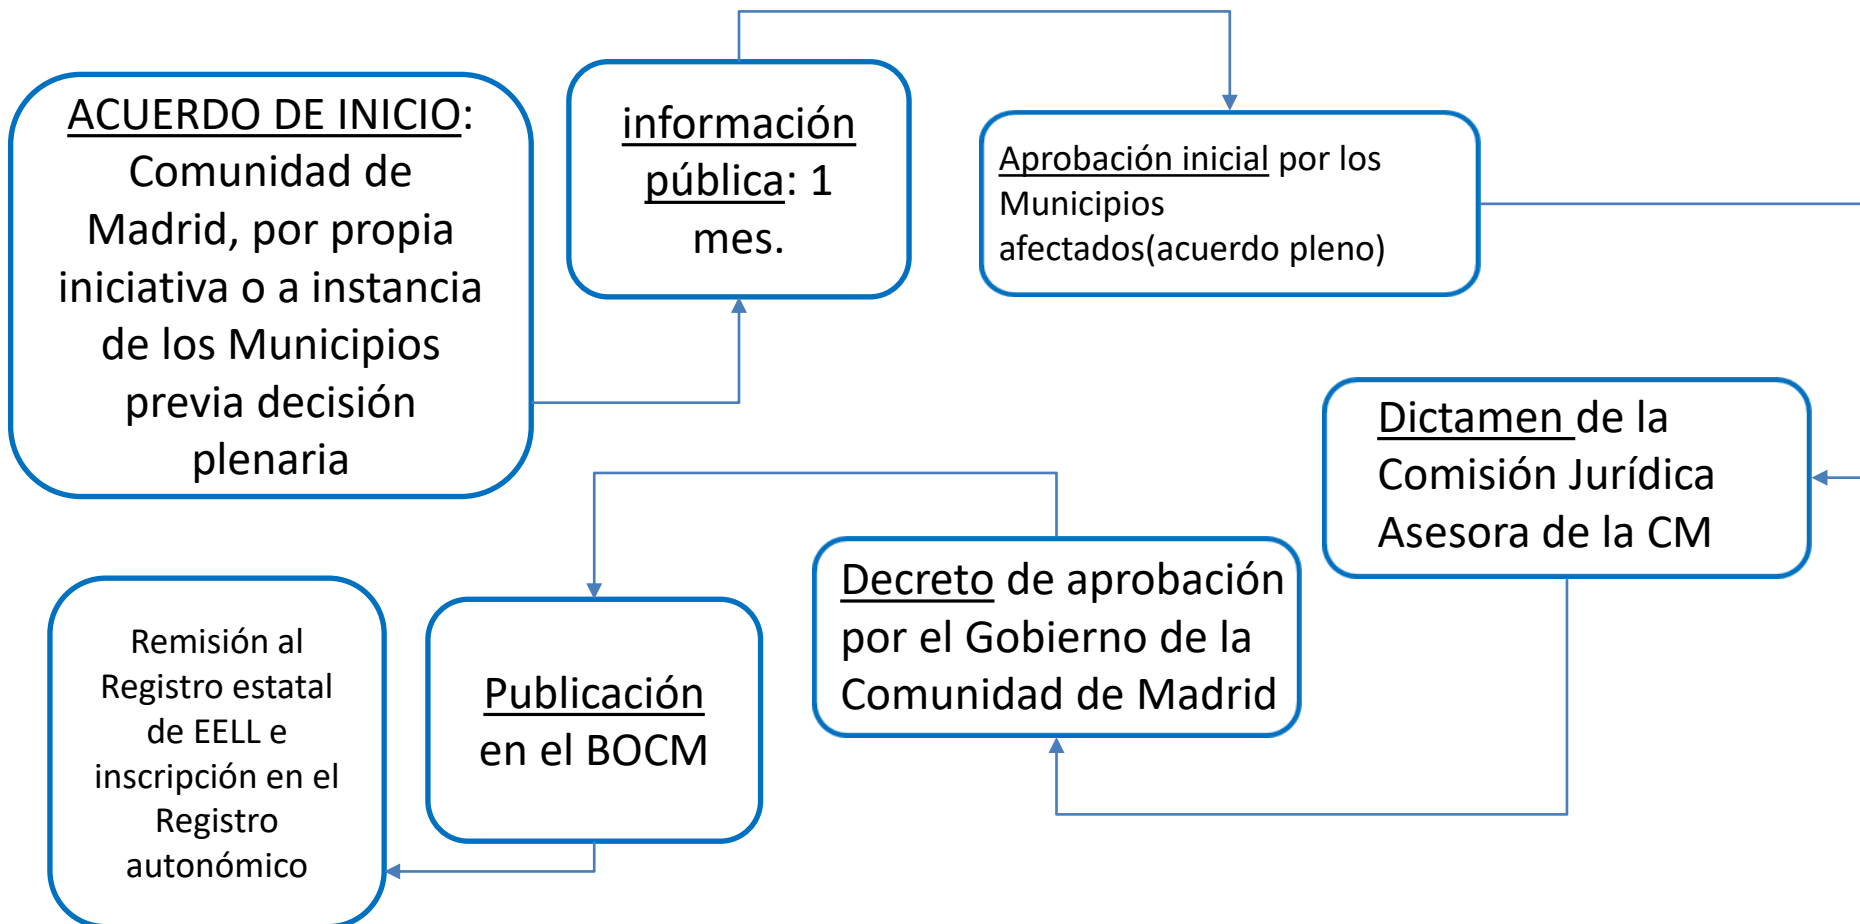 ACUERDO DE INICIO:
Comunidad de
Madrid, por propia
iniciativa o a instancia
de los Municipios
previa decisión
plenaria
información
pública: 1
mes.
Aprobación inicial por los
Municipios
afectados(acuerdo pleno)
Dictamen de la
Comisión Jurídica
Asesora de la CM
Decreto de aprobación
por el Gobierno de la
Comunidad de Madrid
Publicación
en el BOCM
Remisión al
Registro estatal
de EELL e
inscripción en el
Registro
autonómico